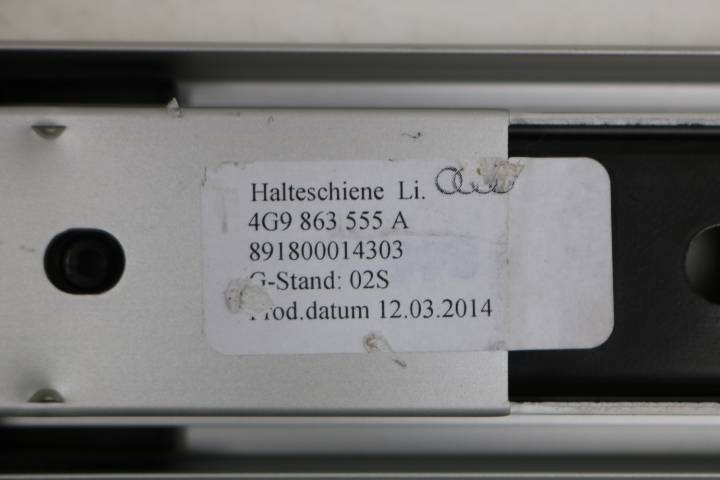 Halteschiene Li.
4G9 863 555 A
891800014303
G-Stand: 02S
Prod.datum 12.03.2014